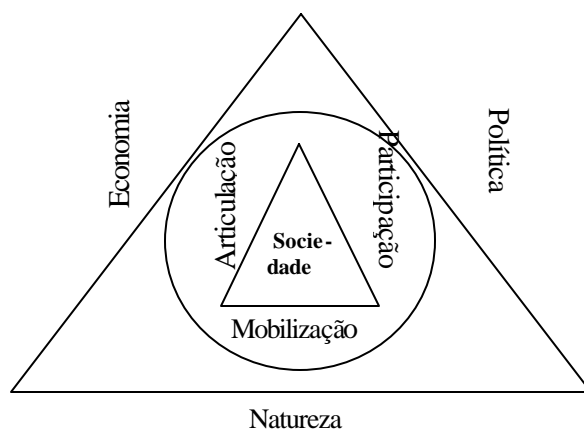 Economia
Política
Articulação
Participação
Socie-
dade
Mobilização
Natureza